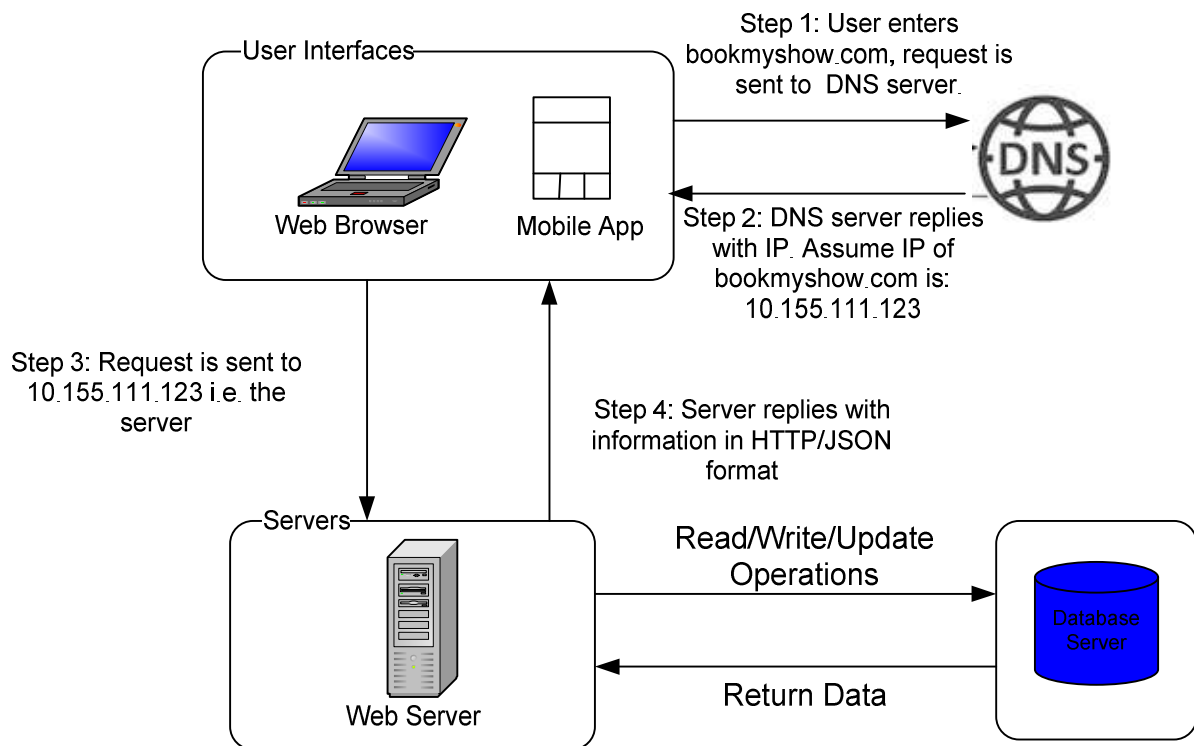 User Interfaces
Step 1: User enters
bookmyshow.com, request is
sent to DNS server.
DNS
Web Browser
Mobile App
Step 2: DNS server replies
with IP. Assume IP of
bookmyshow.com is:
10.155.111.123
Step 3: Request is sent to
10.155.111.123 i.e. the
server
Step 4: Server replies with
information in HTTP/JSON
format
Servers
Web Server
Read/Write/Update
Operations
Return Data
Database
Server